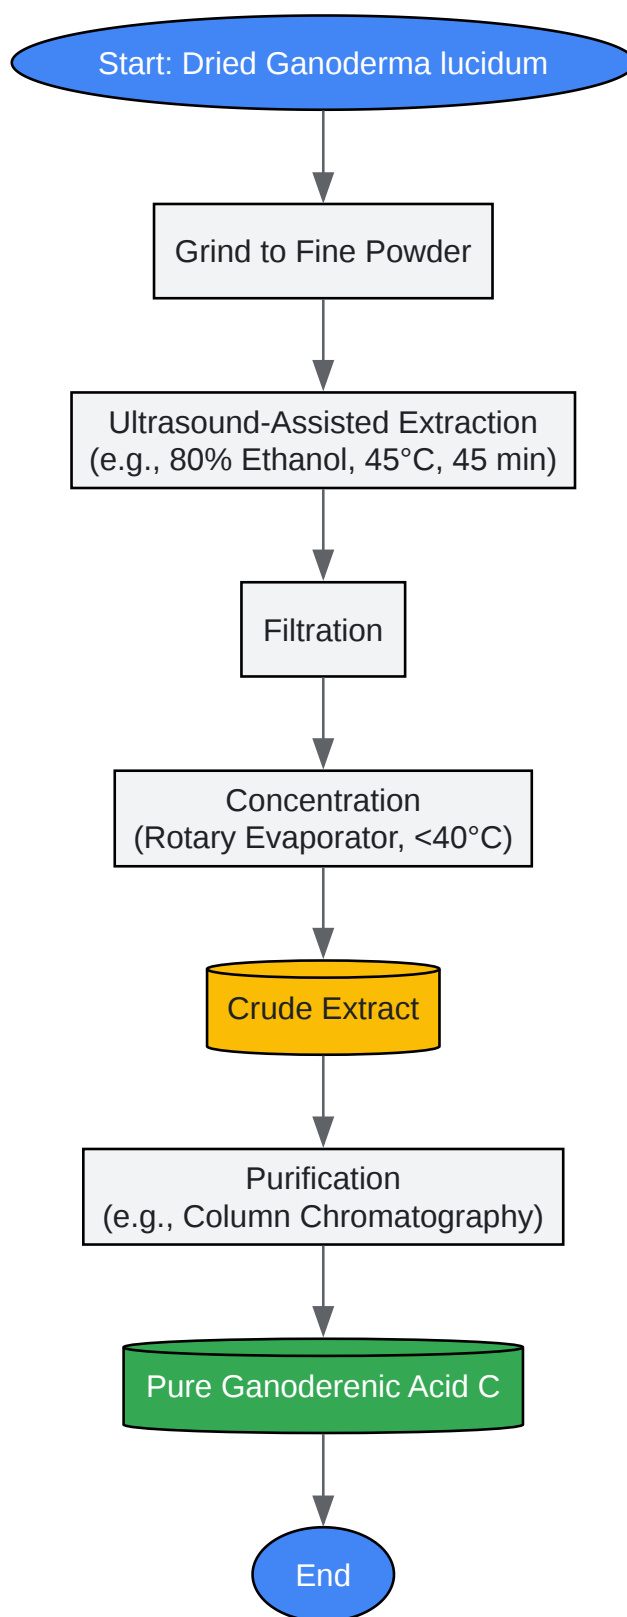 Start: Dried Ganoderma lucidum
Grind to Fine Powder
Ultrasound-Assisted Extraction
(e.g., 80% Ethanol, 45°C, 45 min)
Filtration
Concentration
(Rotary Evaporator, <40°C)
Crude Extract
Purification
(e.g., Column Chromatography)
Pure Ganoderenic Acid C
End